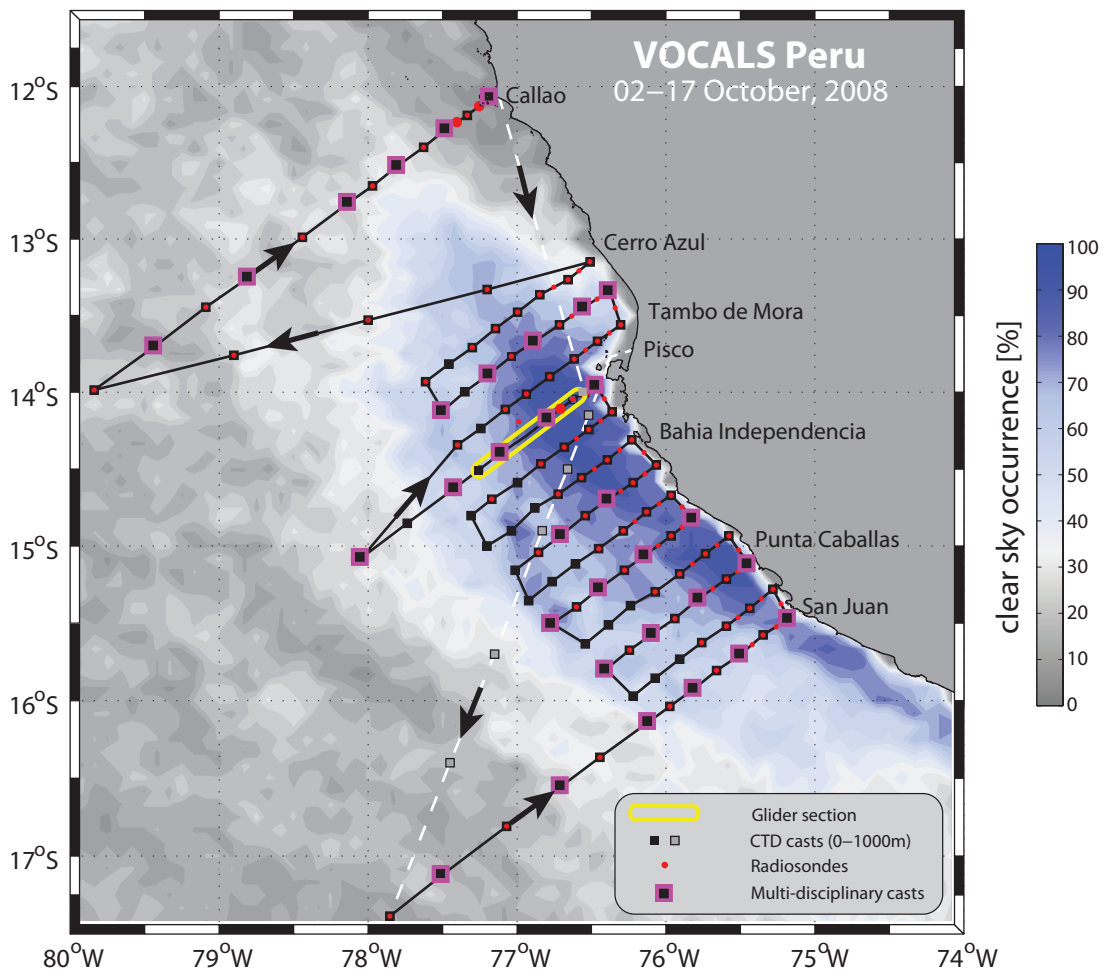 VOCALS Peru
02–17 October, 2008
12°S
13°S
14°S
15°S
16°S
17°S
Callao
Cerro Azul
Tambo de Mora
Pisco
Bahia Independencia
Punta Caballas
San Juan
Glider section
CTD casts (0–1000m)
Radiosondes
Multi-disciplinary casts
80°W
79°W
78°W
77°W
76°W
75°W
74°W
100
90
80
70
60
50
40
30
20
10
0
clear sky occurrence [%]